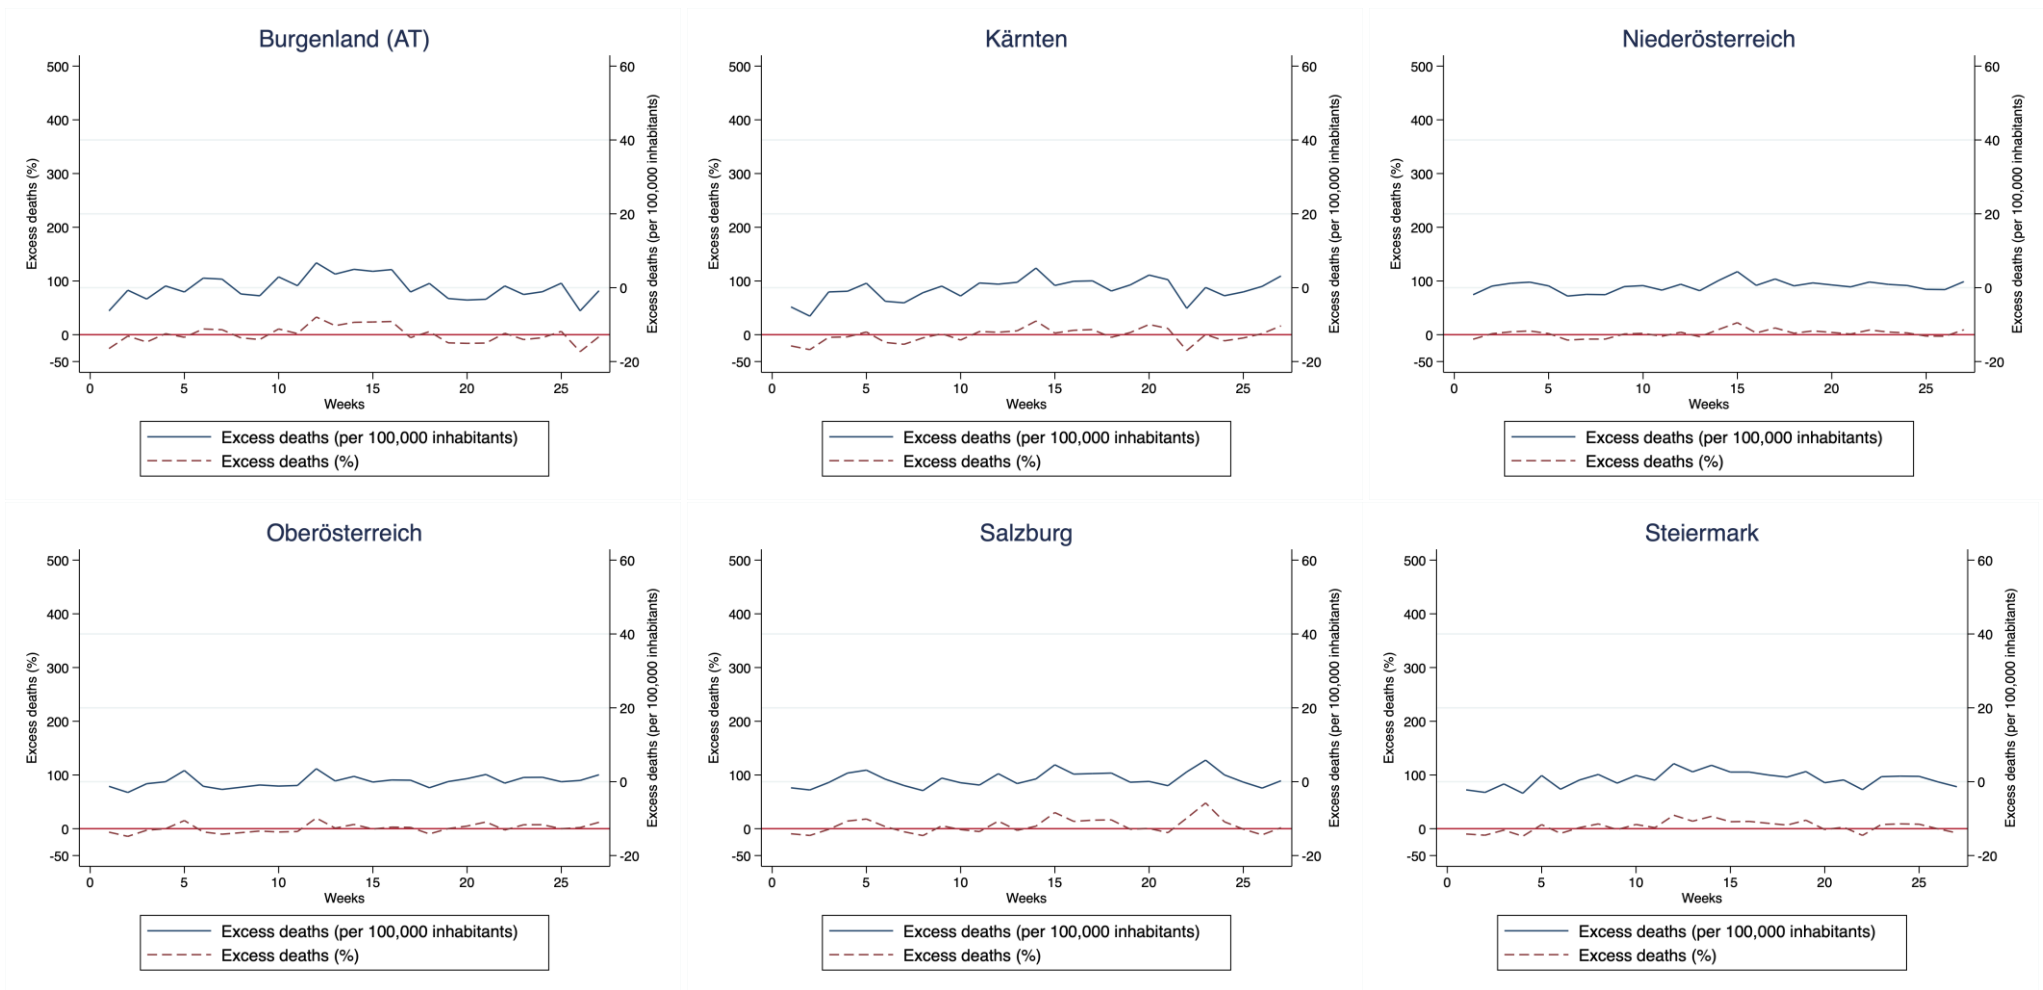 Burgenland (AT)
500
400
300
200
100
0
-50
Excess deaths (%)
60
40
20
0
-20
Excess deaths (per 100,000 inhabitants)
0 5 10 15 20 25
Weeks
Excess deaths (per 100,000 inhabitants)
Excess deaths (%)
Kärnten
500
400
300
200
100
0
-50
Excess deaths (%)
60
40
20
0
-20
Excess deaths (per 100,000 inhabitants)
0 5 10 15 20 25
Weeks
Excess deaths (per 100,000 inhabitants)
Excess deaths (%)
Niederösterreich
500
400
300
200
100
0
-50
Excess deaths (%)
60
40
20
0
-20
Excess deaths (per 100,000 inhabitants)
0 5 10 15 20 25
Weeks
Excess deaths (per 100,000 inhabitants)
Excess deaths (%)
Oberösterreich
500
400
300
200
100
0
-50
Excess deaths (%)
60
40
20
0
-20
Excess deaths (per 100,000 inhabitants)
0 5 10 15 20 25
Weeks
Excess deaths (per 100,000 inhabitants)
Excess deaths (%)
Salzburg
500
400
300
200
100
0
-50
Excess deaths (%)
60
40
20
0
-20
Excess deaths (per 100,000 inhabitants)
0 5 10 15 20 25
Weeks
Excess deaths (per 100,000 inhabitants)
Excess deaths (%)
Steiermark
500
400
300
200
100
0
-50
Excess deaths (%)
60
40
20
0
-20
Excess deaths (per 100,000 inhabitants)
0 5 10 15 20 25
Weeks
Excess deaths (per 100,000 inhabitants)
Excess deaths (%)